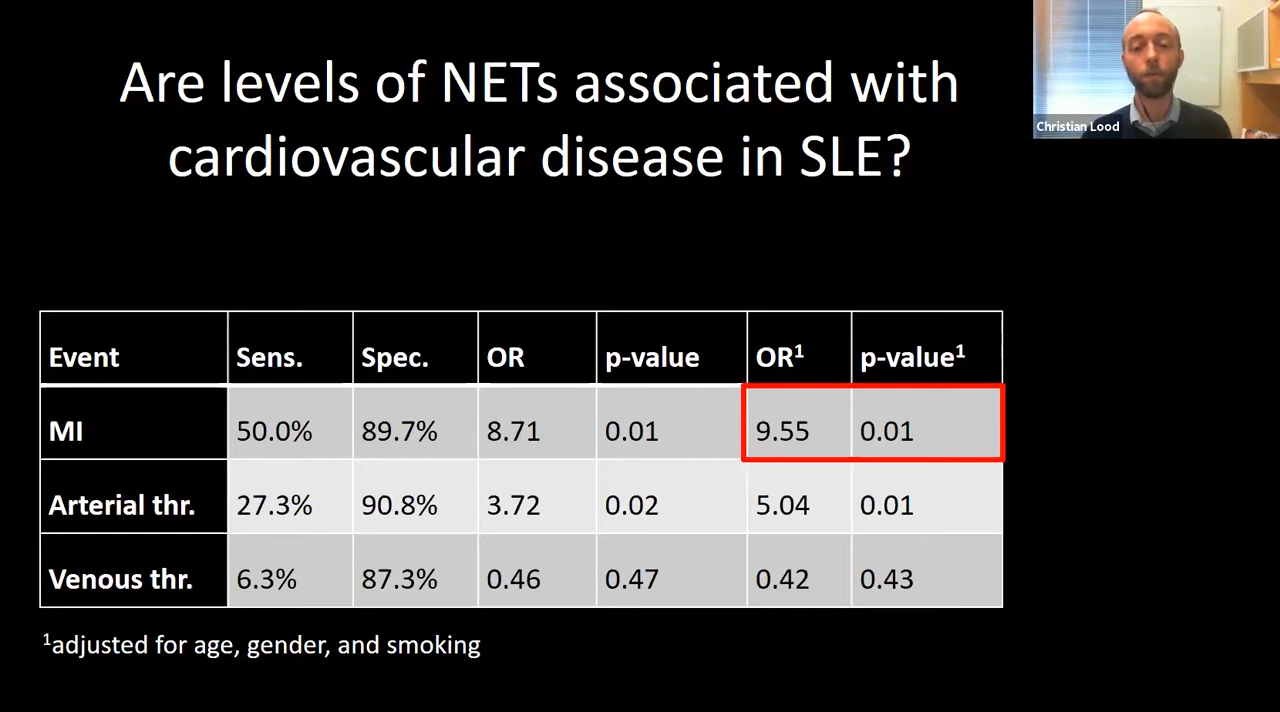 Are levels of NETs associated with
cardiovascular disease in SLE?
Christian Lood
Event Sens. Spec. OR p-value OR¹ p-value¹
MI 50.0% 89.7% 8.71 0.01 9.55 0.01
Arterial thr. 27.3% 90.8% 3.72 0.02 5.04 0.01
Venous thr. 6.3% 87.3% 0.46 0.47 0.42 0.43
¹adjusted for age, gender, and smoking